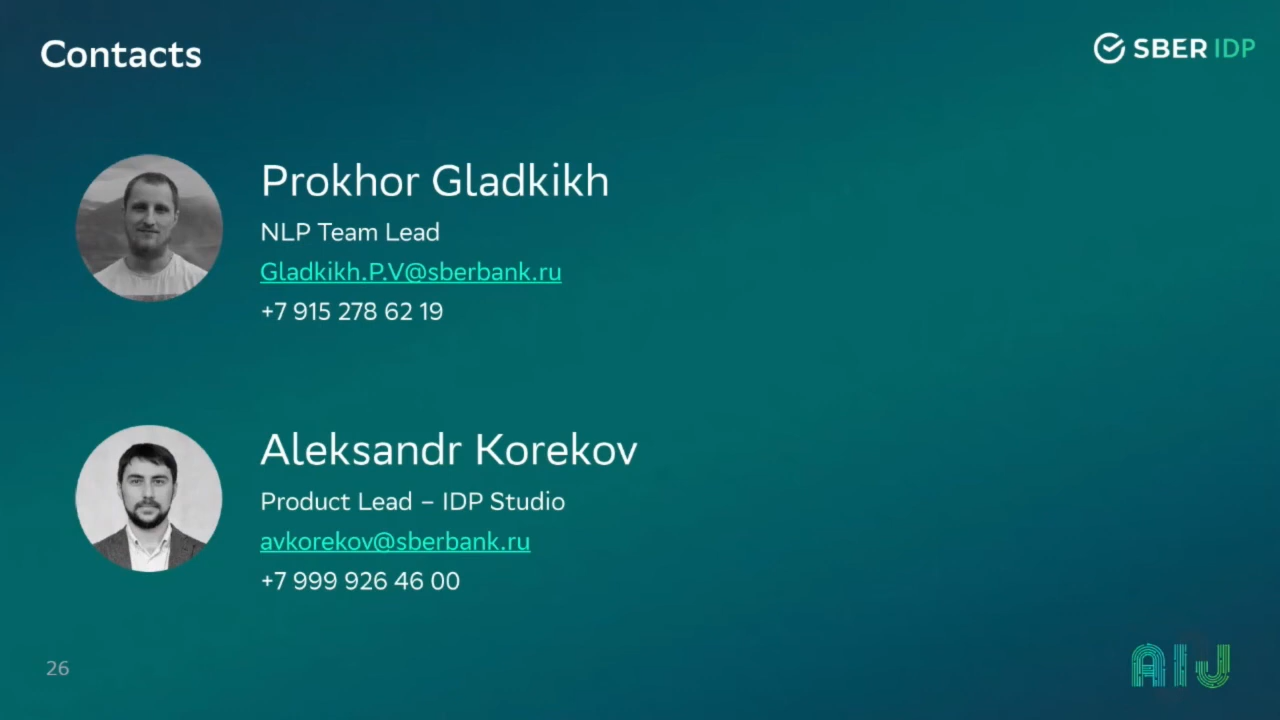 Contacts
SBER IDP
Prokhor Gladkikh
NLP Team Lead
Gladkikh.P.V@sberbank.ru
+7 915 278 62 19
Aleksandr Korekov
Product Lead – IDP Studio
avkorekov@sberbank.ru
+7 999 926 46 00
26
AIJ